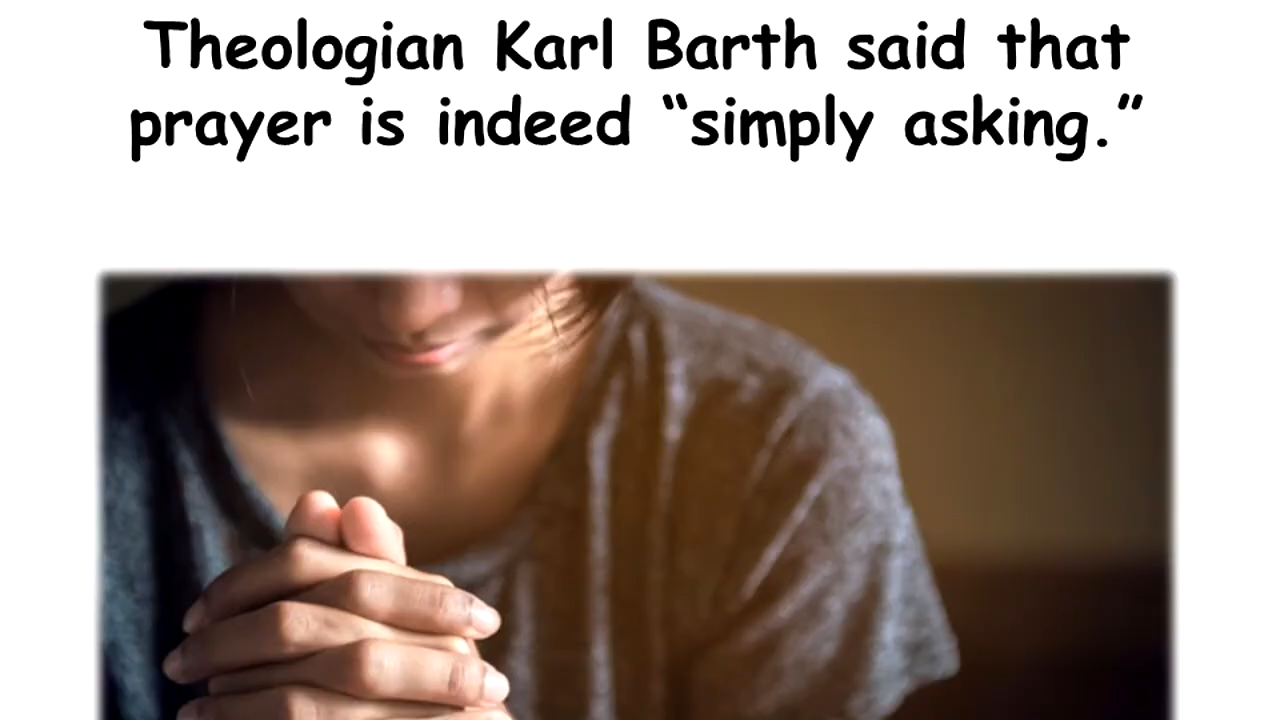 Theologian Karl Barth said that
prayer is indeed “simply asking.”